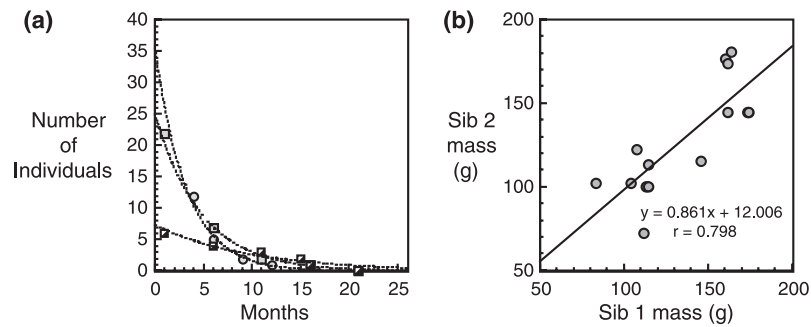 (a)
40
35
30
25
20
15
10
5
0
0
5
10
15
20
25
Number
of
Individuals
Months
(b)
200
150
100
50
50
100
150
200
Sib 2
mass
(g)
y = 0.861x + 12.006
r = 0.798
Sib 1 mass (g)